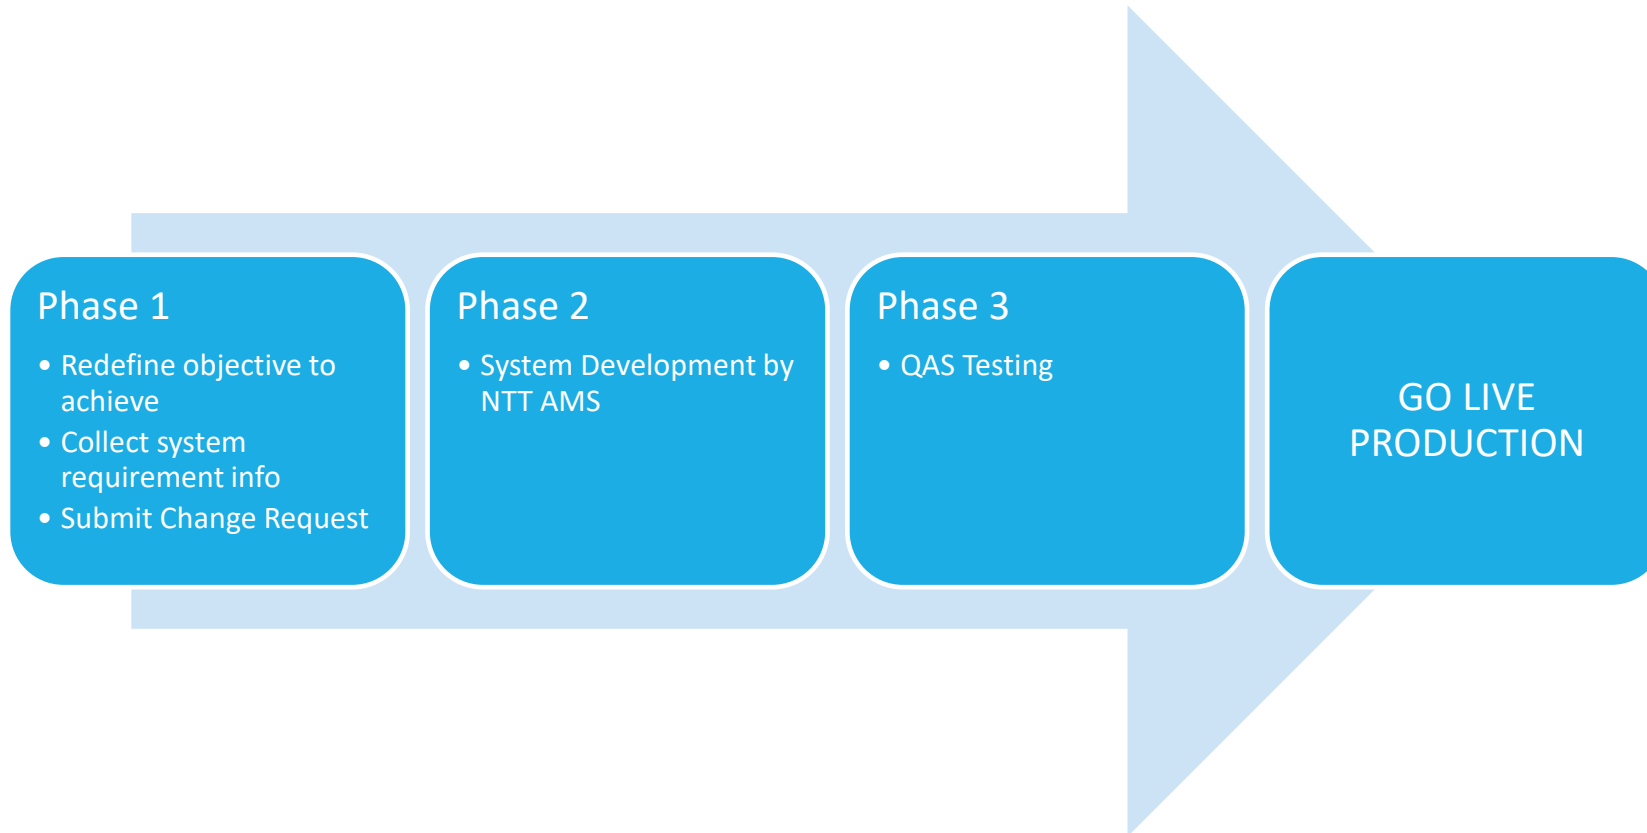 Phase 1
• Redefine objective to
achieve
• Collect system
requirement info
• Submit Change Request
Phase 2
• System Development by
NTT AMS
Phase 3
• QAS Testing
GO LIVE
PRODUCTION